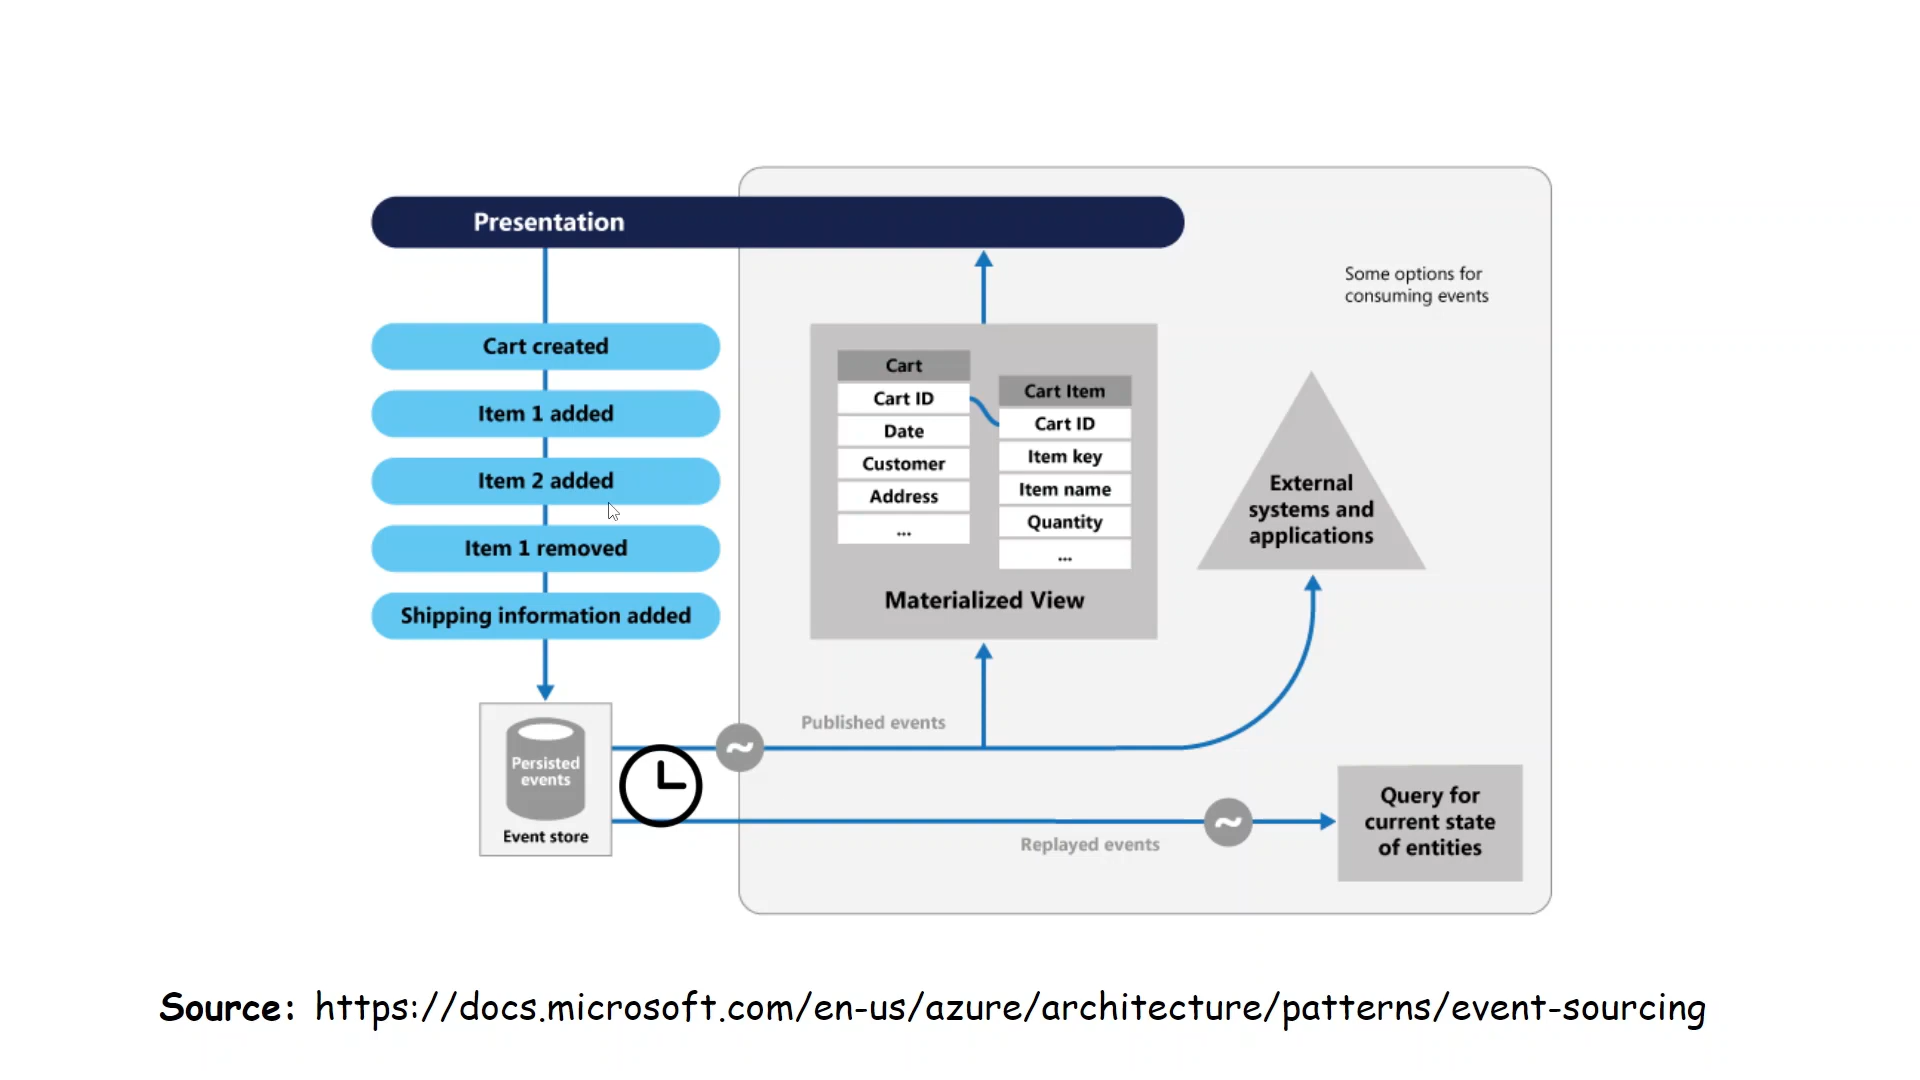 Presentation
Some options for
consuming events
Cart created
Item 1 added
Item 2 added
Item 1 removed
Shipping information added
Cart
Cart ID
Date
Customer
Address
...
Cart Item
Cart ID
Item key
Item name
Quantity
...
Materialized View
External
systems and
applications
Persisted
events
Event store
Published events
Replayed events
Query for
current state
of entities
Source: https://docs.microsoft.com/en-us/azure/architecture/patterns/event-sourcing